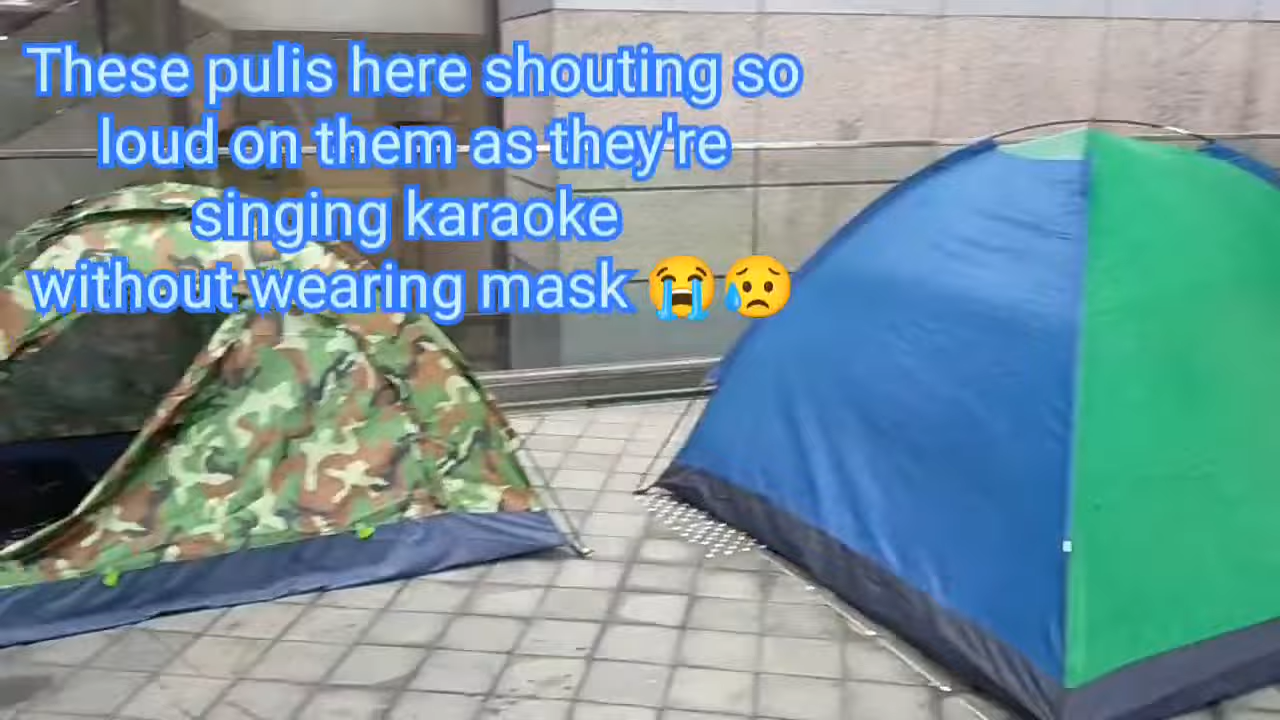 These pulis here shouting so
loud on them as they're
singing karaoke
without wearing mask 😭😥